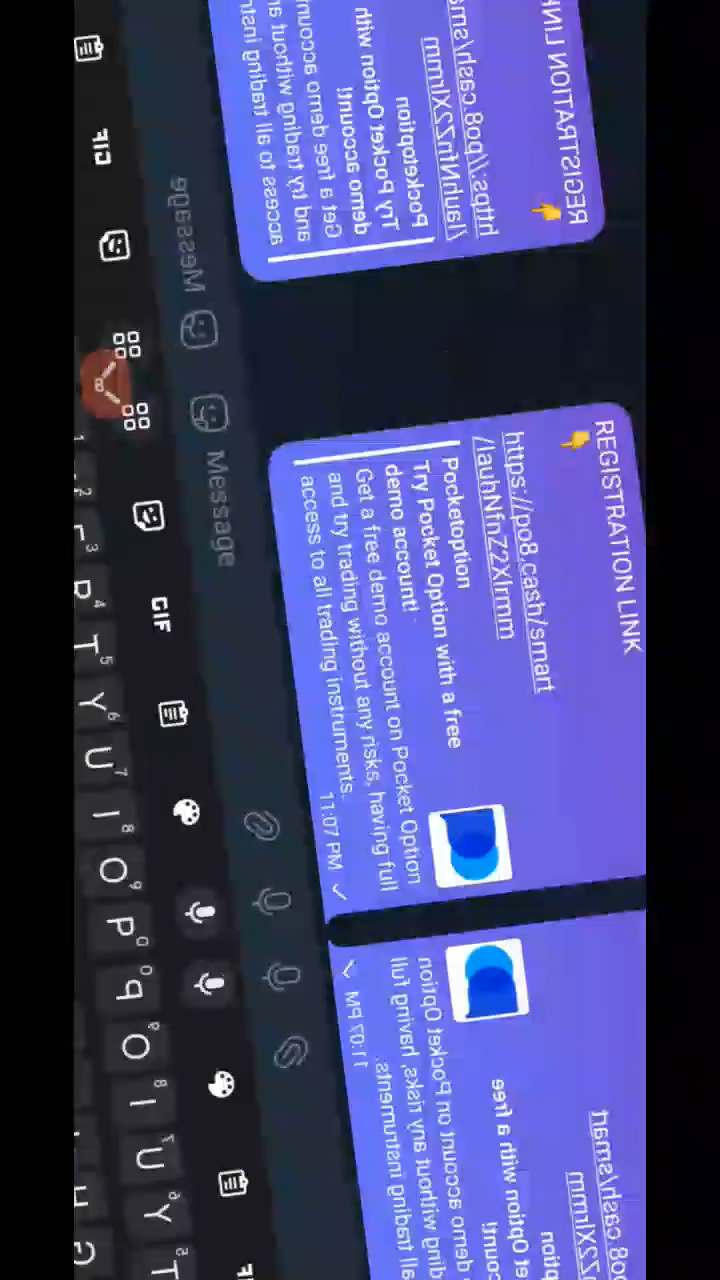 REGISTRATION LINK
👇
https://po8.cash/smart
/IauhNfnZ2XIrmm
Pocketoption
Try Pocket Option with a free
demo account!
Get a free demo account on Pocket Option
and try trading without any risks, having full
access to all trading instruments.
11:07 PM
Message
GIF